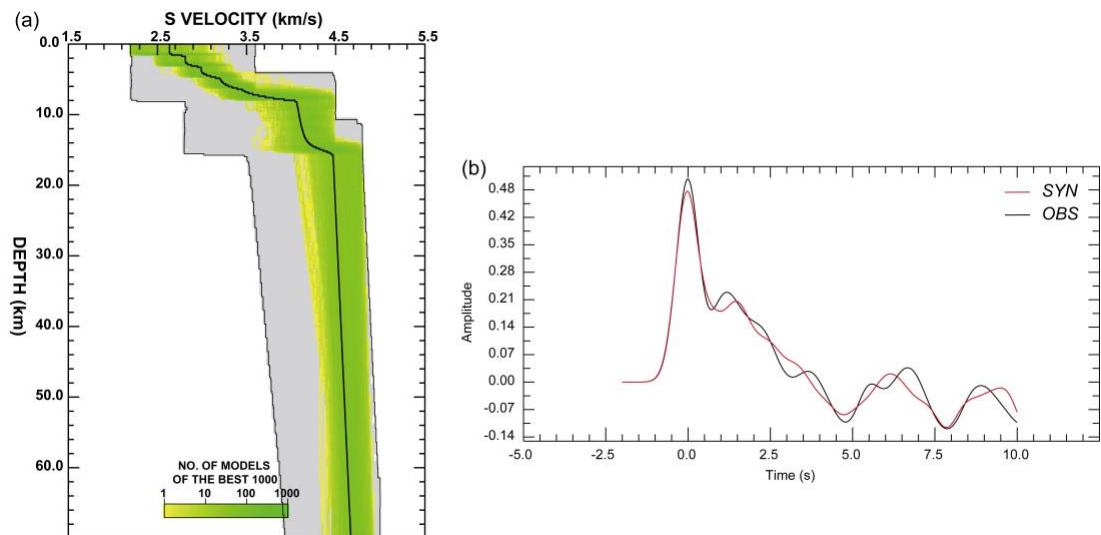 (a)
S VELOCITY (km/s)
1.5 2.5 3.5 4.5 5.5
0.0
10.0
20.0
30.0
40.0
50.0
60.0
DEPTH (km)
NO. OF MODELS
OF THE BEST 1000
1 10 100 1000
(b)
0.48
0.42
0.35
0.28
0.21
0.14
0.07
0.00
-0.07
-0.14
Amplitude
SYN
OBS
-5.0 -2.5 0.0 2.5 5.0 7.5 10.0
Time (s)